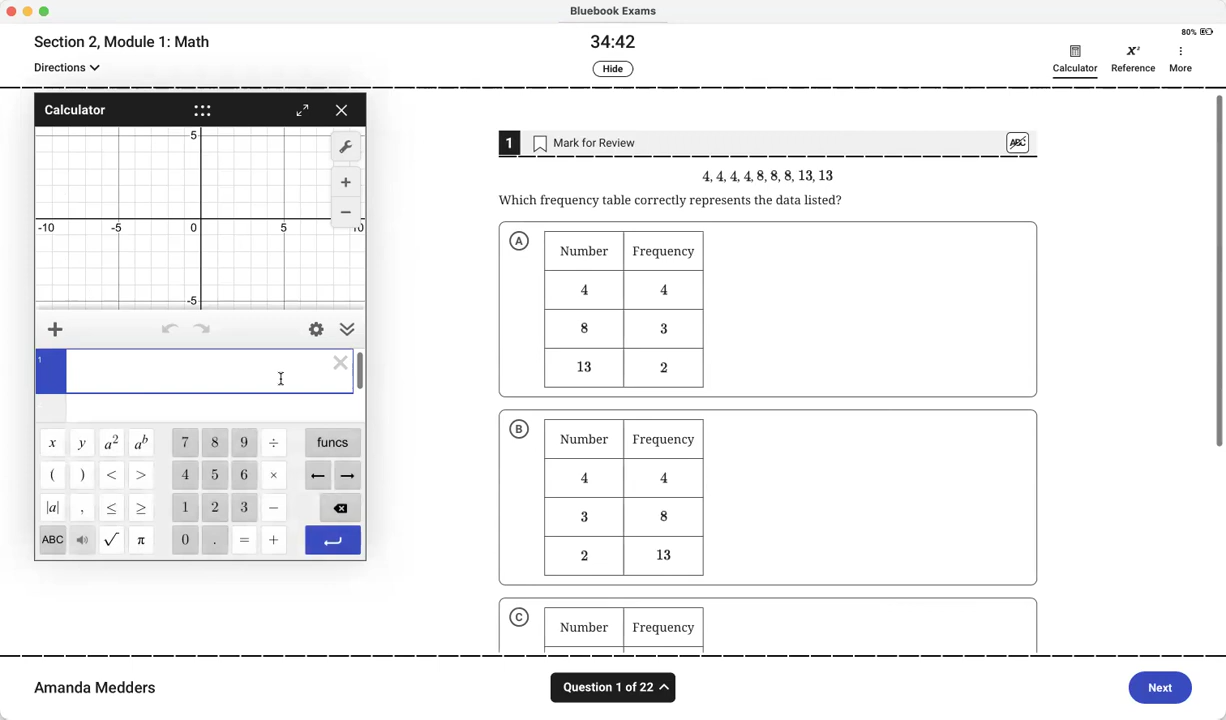 Bluebook Exams
80%
Section 2, Module 1: Math
34:42
Directions
Hide
Calculator
x²
Reference
More
Calculator
5
-10
-5
0
5
10
-5
1
x y a² aᵇ 7 8 9 ÷ funcs
( ) < > 4 5 6 × ← →
|a| , ≤ ≥ 1 2 3 −
ABC √ π 0 . = +
1
Mark for Review
ABC
4, 4, 4, 4, 8, 8, 8, 13, 13
Which frequency table correctly represents the data listed?
A
Number Frequency
4 4
8 3
13 2
B
Number Frequency
4 4
3 8
2 13
C
Number Frequency
Amanda Medders
Question 1 of 22
Next